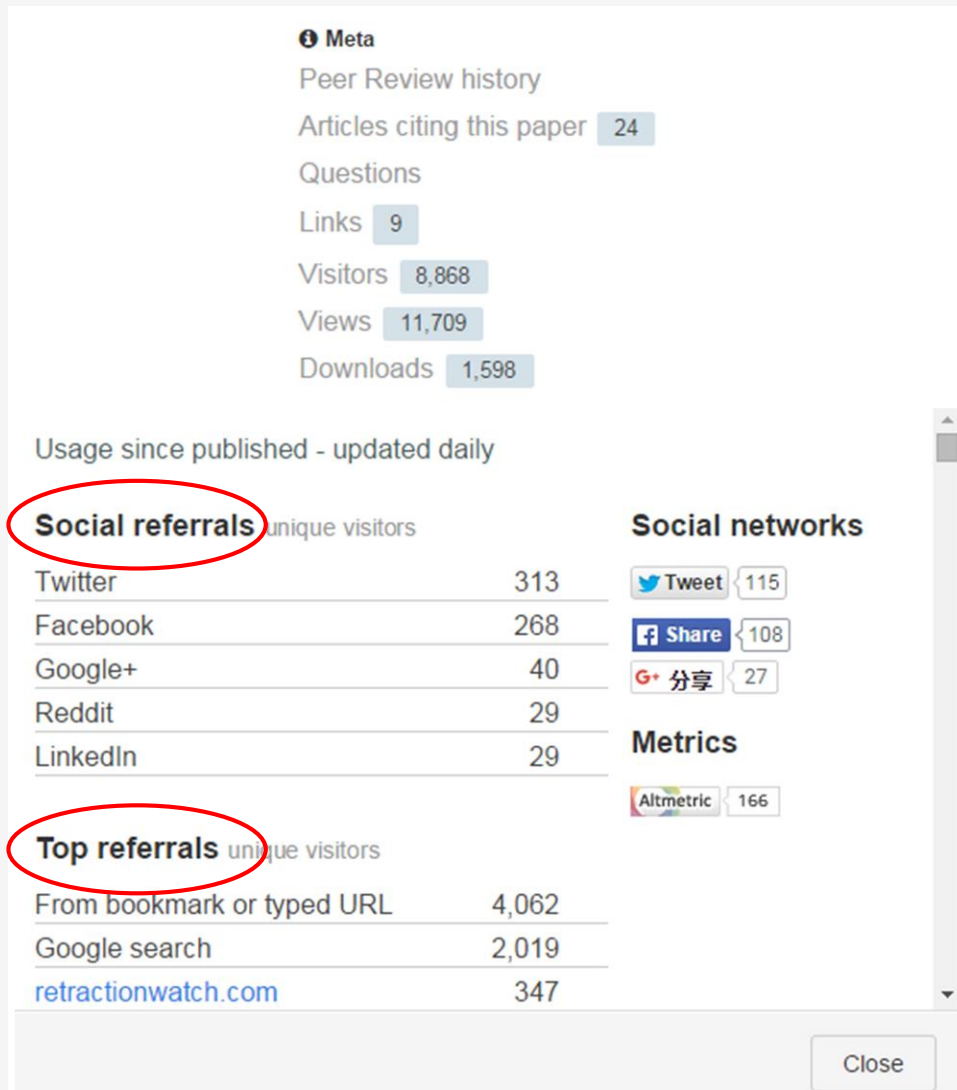 Meta
Peer Review history
Articles citing this paper 24
Questions
Links 9
Visitors 8,868
Views 11,709
Downloads 1,598
Usage since published - updated daily
Social referrals unique visitors
Twitter 313
Facebook 268
Google+ 40
Reddit 29
LinkedIn 29
Social networks
Tweet 115
Share 108
G+ 分享 27
Metrics
Altmetric 166
Top referrals unique visitors
From bookmark or typed URL 4,062
Google search 2,019
retractionwatch.com 347
Close